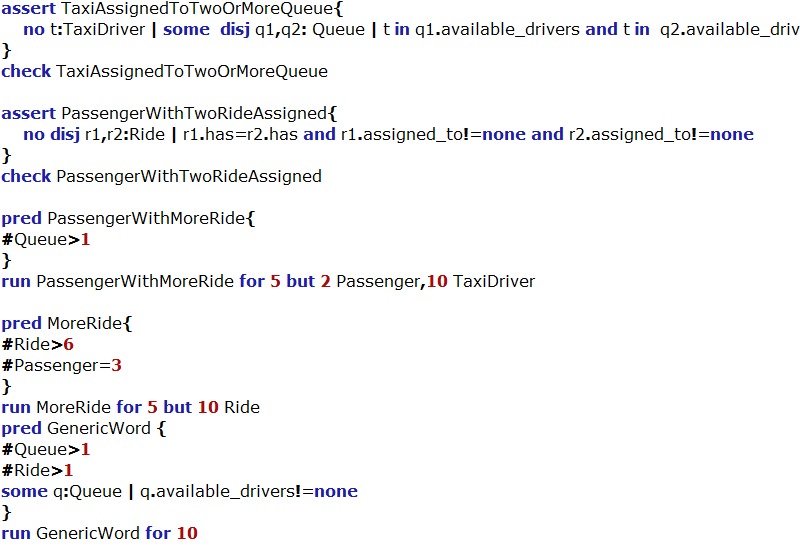 assert TaxiAssignedToTwoOrMoreQueue{
no t:TaxiDriver | some disj q1,q2: Queue | t in q1.available_drivers and t in q2.available_driv
}
check TaxiAssignedToTwoOrMoreQueue
assert PassengerWithTwoRideAssigned{
no disj r1,r2:Ride | r1.has=r2.has and r1.assigned_to!=none and r2.assigned_to!=none
}
check PassengerWithTwoRideAssigned
pred PassengerWithMoreRide{
#Queue>1
}
run PassengerWithMoreRide for 5 but 2 Passenger,10 TaxiDriver
pred MoreRide{
#Ride>6
#Passenger=3
}
run MoreRide for 5 but 10 Ride
pred GenericWord {
#Queue>1
#Ride>1
some q:Queue | q.available_drivers!=none
}
run GenericWord for 10